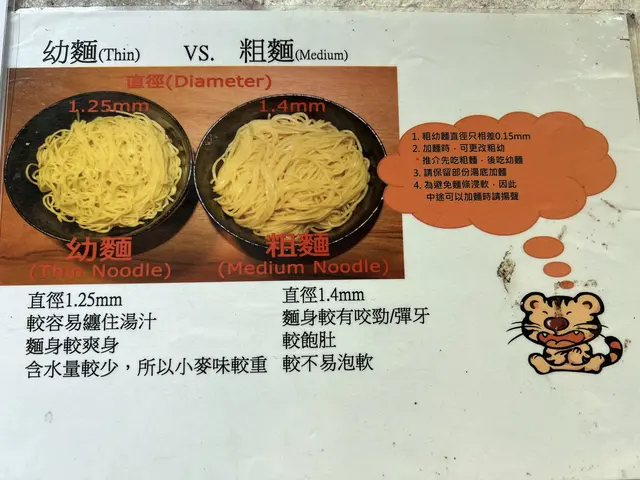 幼麵(Thin) VS. 粗麵(Medium)
直徑(Diameter)
1.25mm 1.4mm
幼麵 粗麵
(Thin Noodle) (Medium Noodle)
直徑1.25mm
較容易纏住湯汁
麵身較爽身
含水量較少，所以小麥味較重
直徑1.4mm
麵身較有咬勁/彈牙
較飽肚
較不易泡軟
1. 粗幼麵直徑只相差0.15mm
2. 加麵時，可更改粗幼
*推介先吃粗麵，後吃幼麵
3. 請保留部份湯底加麵
4. 為避免麵條浸軟，因此
中途可以加麵時請揚聲